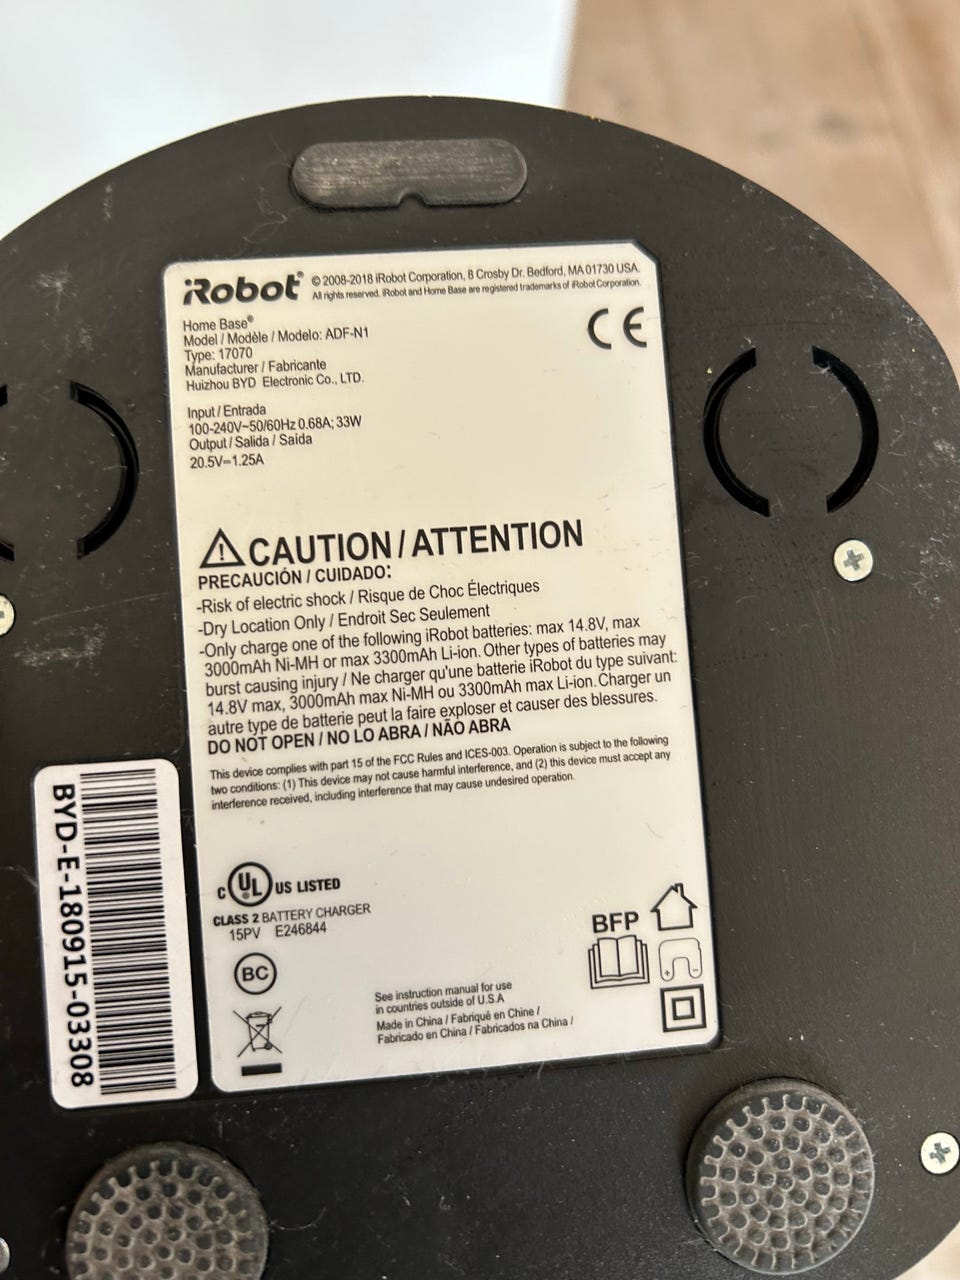 iRobot® © 2008-2018 iRobot Corporation, 8 Crosby Dr. Bedford, MA 01730 USA.
All rights reserved. iRobot and Home Base are registered trademarks of iRobot Corporation.
Home Base®
Model / Modèle / Modelo: ADF-N1
Type: 17070
Manufacturer / Fabricante
Huizhou BYD Electronic Co., LTD.
CE
Input / Entrada
100-240V~50/60Hz 0.68A; 33W
Output / Salida / Saída
20.5V⎓1.25A
CAUTION / ATTENTION
PRECAUCIÓN / CUIDADO:
-Risk of electric shock / Risque de Choc Électriques
-Dry Location Only / Endroit Sec Seulement
-Only charge one of the following iRobot batteries: max 14.8V, max
3000mAh Ni-MH or max 3300mAh Li-ion. Other types of batteries may
burst causing injury / Ne charger qu'une batterie iRobot du type suivant:
14.8V max, 3000mAh max Ni-MH ou 3300mAh max Li-ion. Charger un
autre type de batterie peut la faire exploser et causer des blessures.
DO NOT OPEN / NO LO ABRA / NÃO ABRA
This device complies with part 15 of the FCC Rules and ICES-003. Operation is subject to the following
two conditions: (1) This device may not cause harmful interference, and (2) this device must accept any
interference received, including interference that may cause undesired operation.
BYD-E-180915-03308
c UL® US LISTED
CLASS 2 BATTERY CHARGER
15PV E246844
BC
BFP
See instruction manual for use
in countries outside of U.S.A
Made in China / Fabriqué en Chine /
Fabricado en China / Fabricados na China /